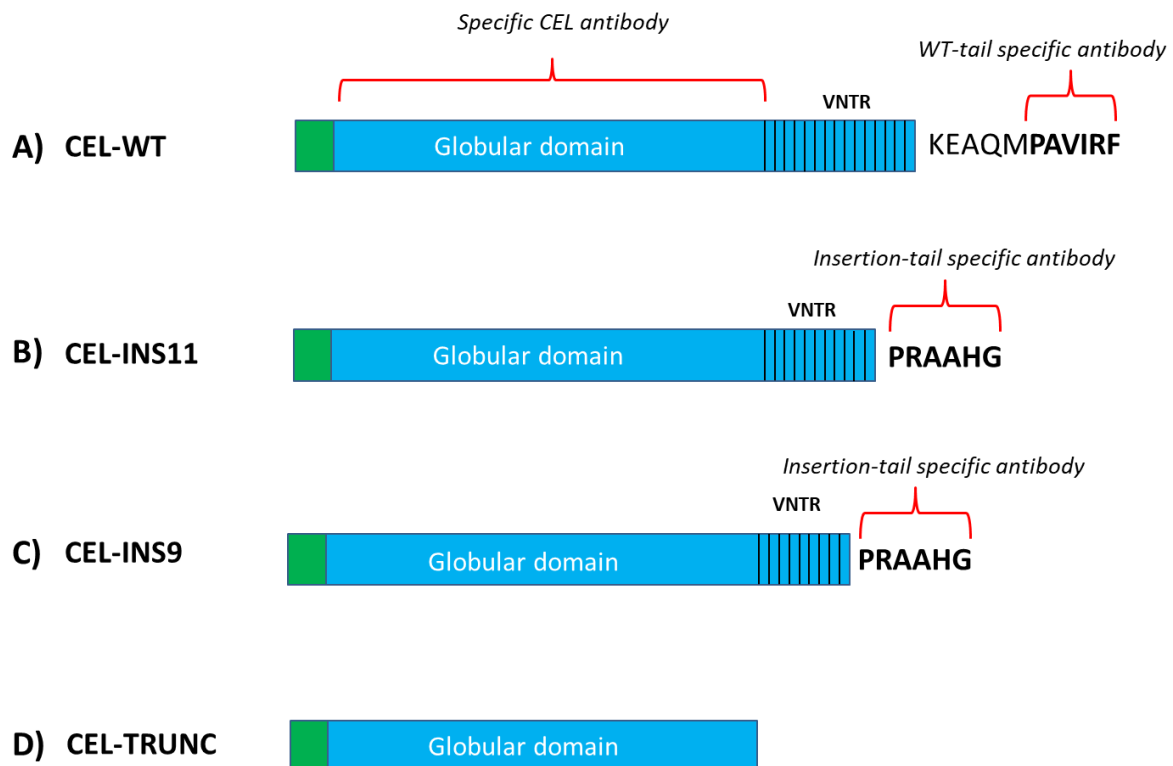 Specific CEL antibody
WT-tail specific antibody
VNTR
A) CEL-WT
Globular domain
KEAQMPAVIRF
Insertion-tail specific antibody
VNTR
B) CEL-INS11
Globular domain
PRAAHG
Insertion-tail specific antibody
VNTR
C) CEL-INS9
Globular domain
PRAAHG
D) CEL-TRUNC
Globular domain